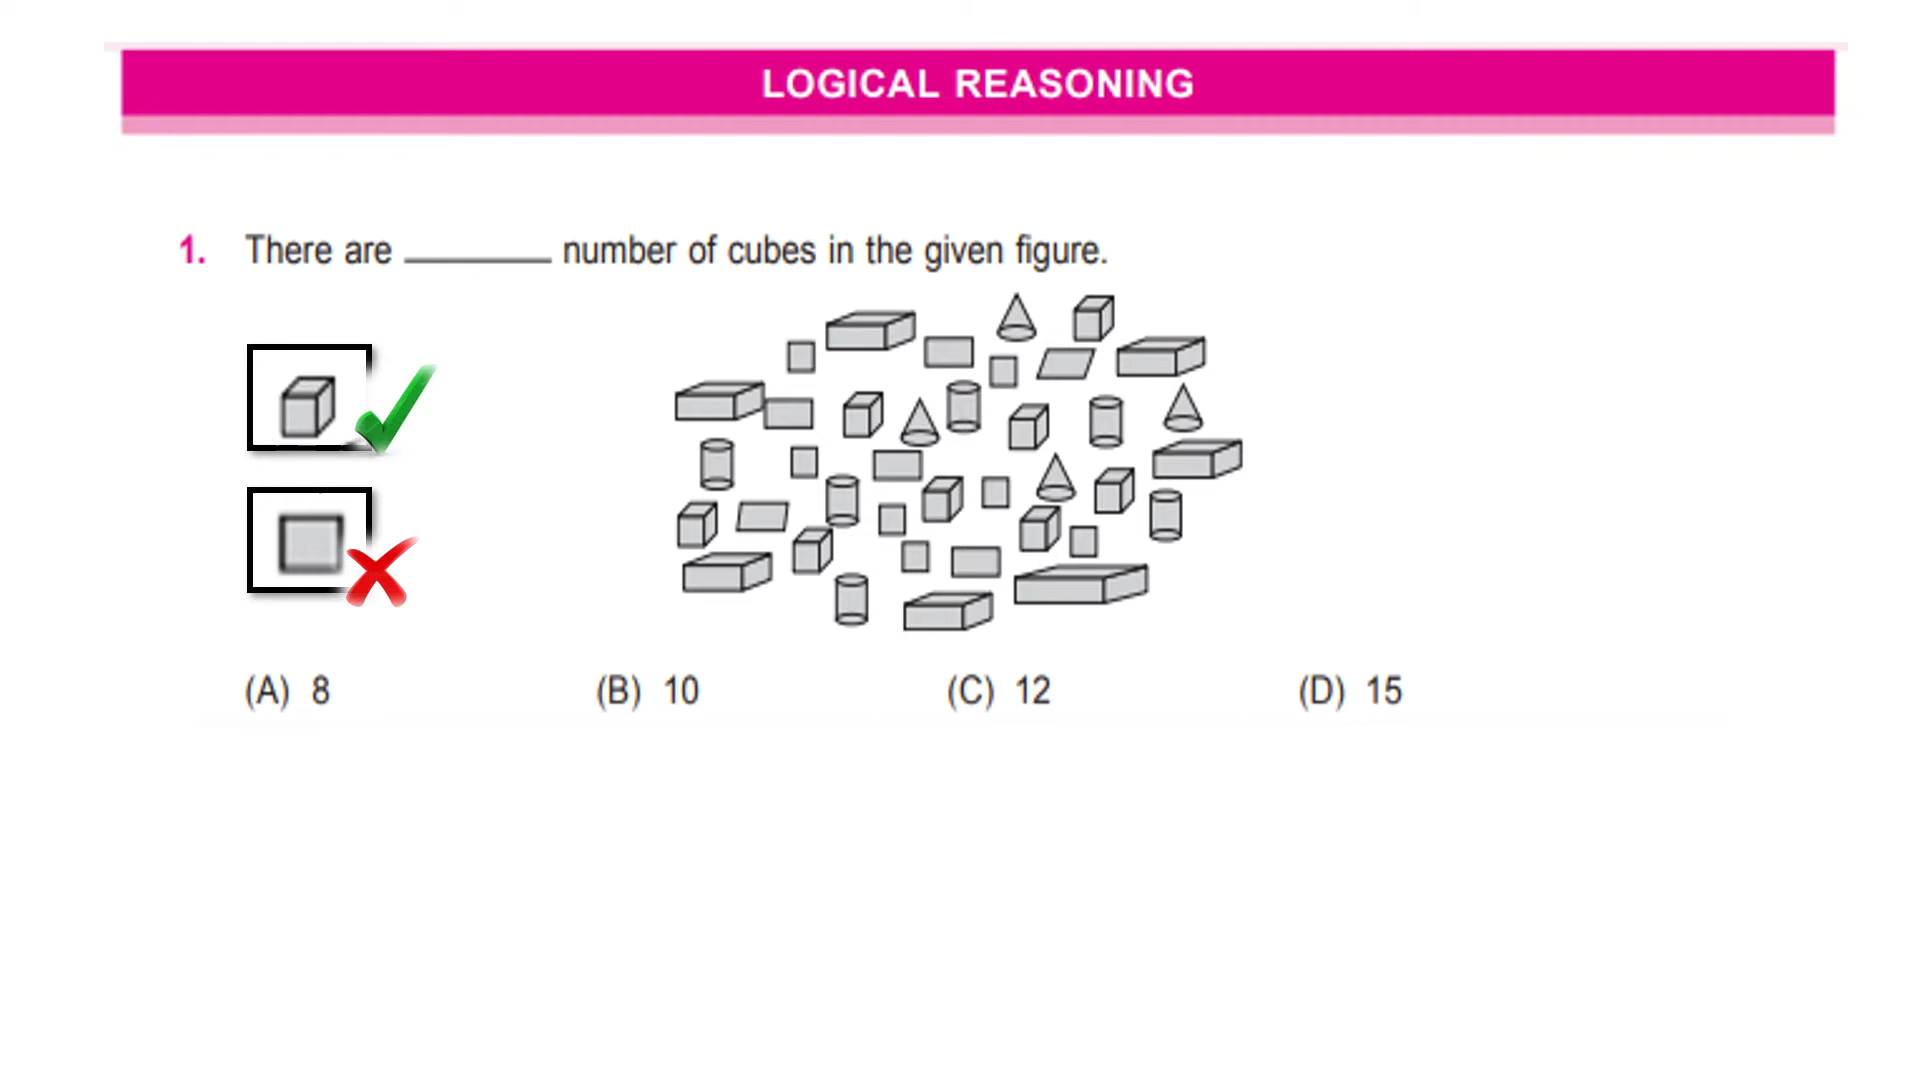 LOGICAL REASONING
1. There are ________ number of cubes in the given figure.
(A) 8 (B) 10 (C) 12 (D) 15